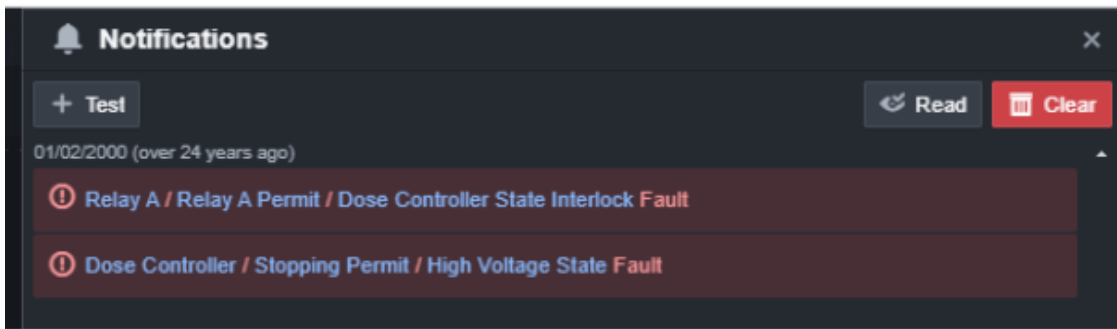 Notifications
+ Test
Read
Clear
01/02/2000 (over 24 years ago)
Relay A / Relay A Permit / Dose Controller State Interlock Fault
Dose Controller / Stopping Permit / High Voltage State Fault